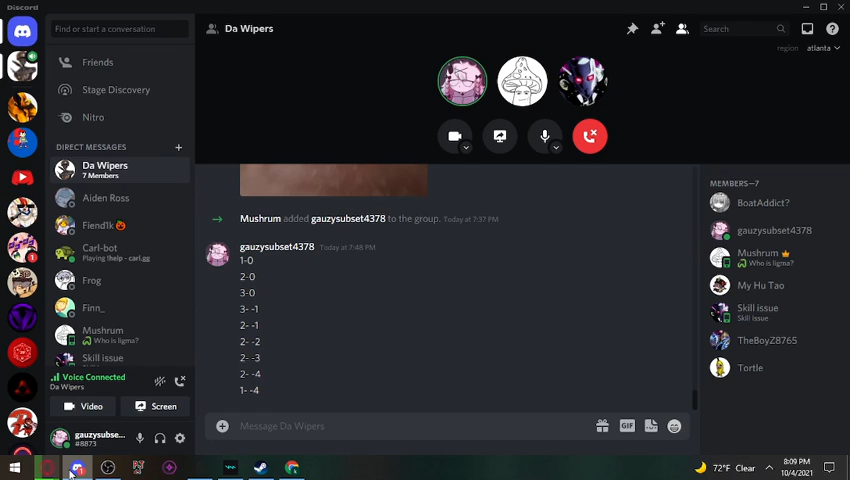 Discord
Find or start a conversation
Da Wipers
Search
region atlanta
Friends
Stage Discovery
Nitro
DIRECT MESSAGES
Da Wipers
7 Members
Aiden Ross
Fiend1k
Carl-bot
Playing !help - carl.gg
Frog
Finn_
Mushrum
Who is ligma?
Skill issue
Voice Connected
Da Wipers
Video
Screen
gauzysubse...
#8873
Mushrum added gauzysubset4378 to the group. Today at 7:37 PM
gauzysubset4378 Today at 7:48 PM
1-0
2-0
3-0
3- -1
2- -1
2- -2
2- -3
2- -4
1- -4
Message Da Wipers
GIF
MEMBERS—7
BoatAddict?
gauzysubset4378
Mushrum
Who is ligma?
My Hu Tao
Skill issue
Skill issue
TheBoyZ8765
Tortle
1
1
72°F Clear
8:09 PM
10/4/2021